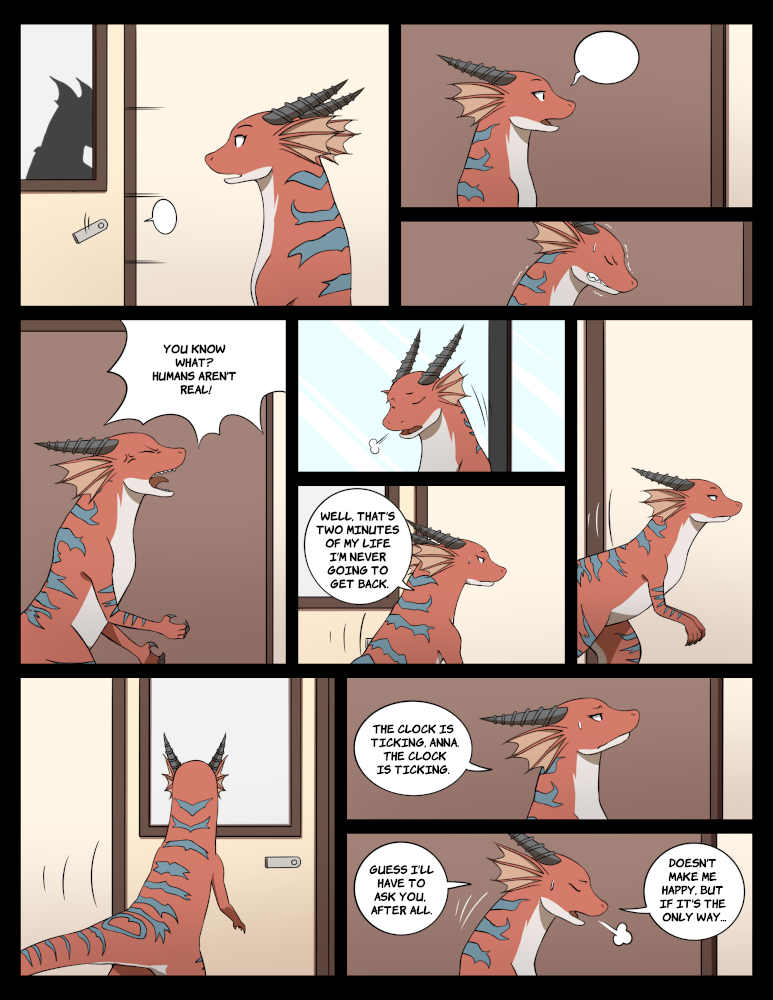 YOU KNOW
WHAT?
HUMANS AREN'T
REAL!
WELL, THAT'S
TWO MINUTES
OF MY LIFE
I'M NEVER
GOING TO
GET BACK.
THE CLOCK IS
TICKING, ANNA.
THE CLOCK
IS TICKING.
GUESS I'LL
HAVE TO
ASK YOU,
AFTER ALL.
DOESN'T
MAKE ME
HAPPY, BUT
IF IT'S THE
ONLY WAY...